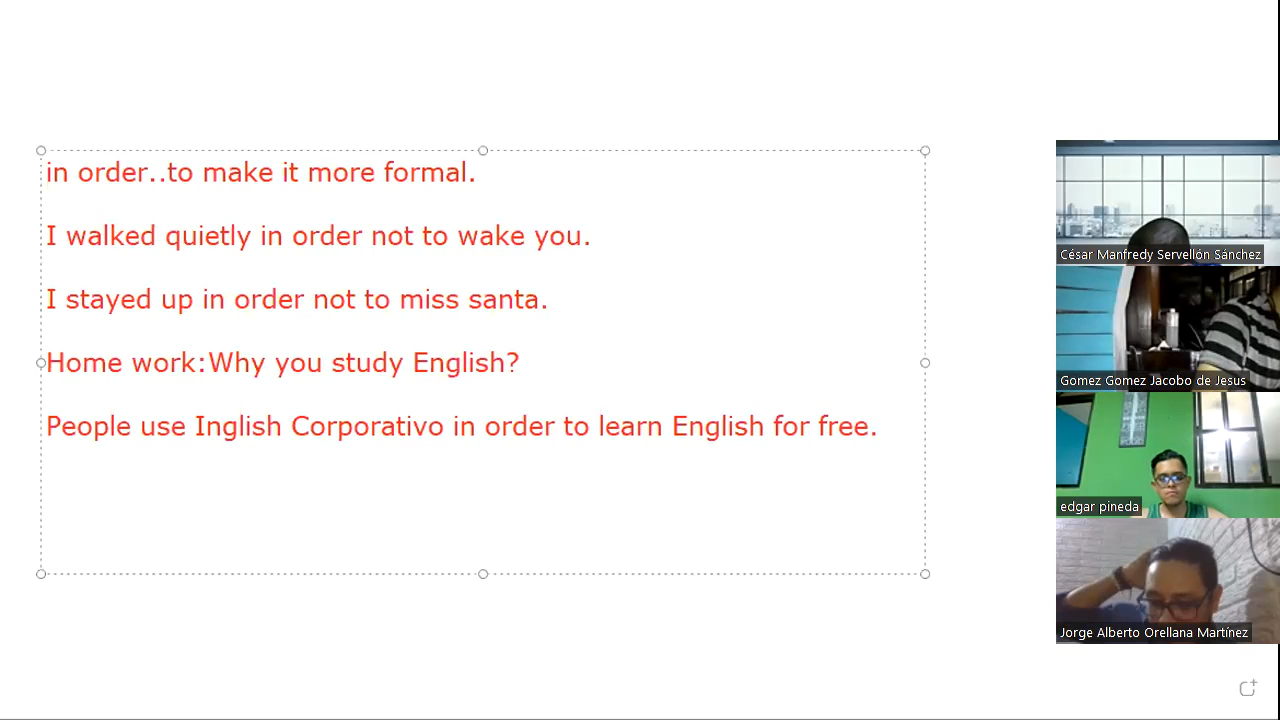 in order..to make it more formal.
I walked quietly in order not to wake you.
I stayed up in order not to miss santa.
Home work:Why you study English?
People use Inglish Corporativo in order to learn English for free.
César Manfredy Servellón Sánchez
Gomez Gomez Jacobo de Jesus
edgar pineda
Jorge Alberto Orellana Martínez